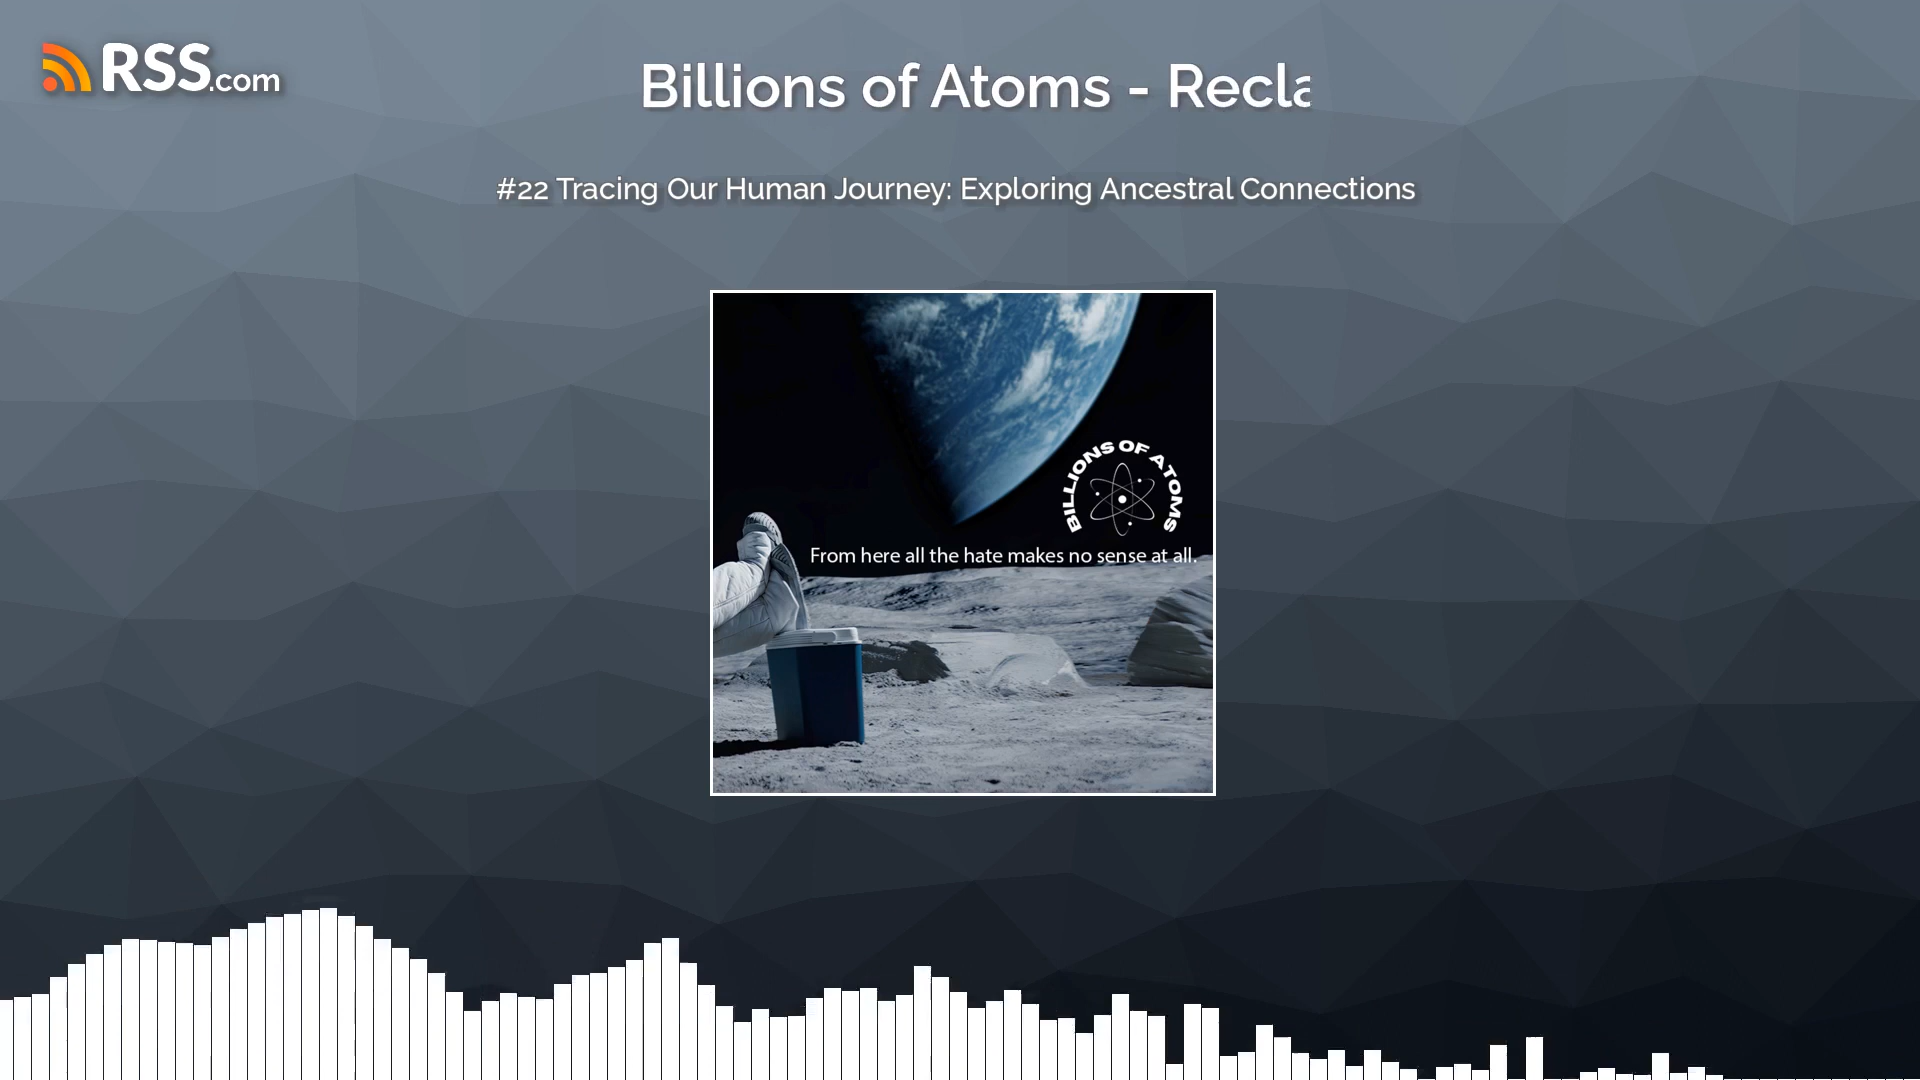 RSS.com
Billions of Atoms - Recla
#22 Tracing Our Human Journey: Exploring Ancestral Connections
BILLIONS OF ATOMS
From here all the hate makes no sense at all.